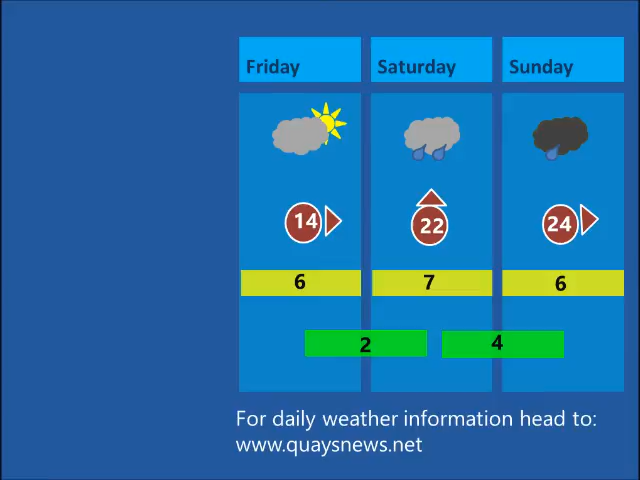 Friday Saturday Sunday
14 22 24
6 7 6
2 4
For daily weather information head to:
www.quaysnews.net